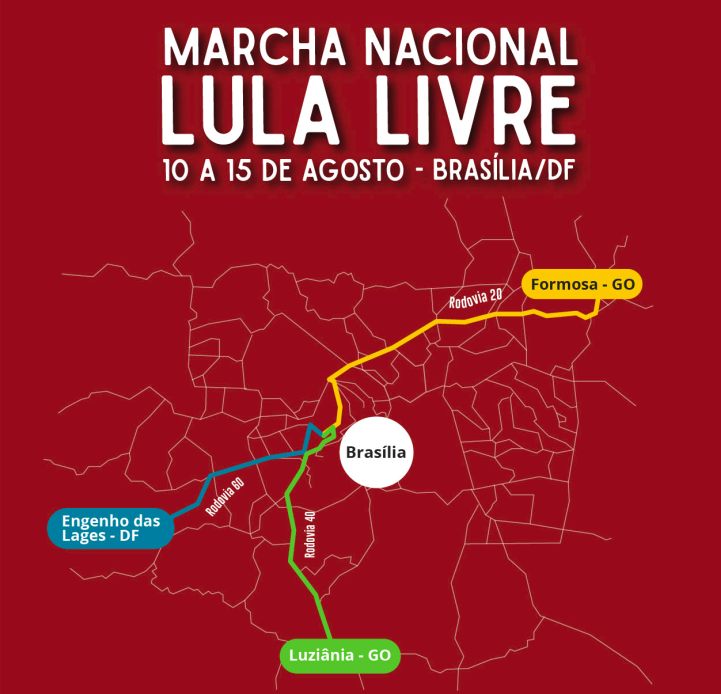 MARCHA NACIONAL
LULA LIVRE
10 A 15 DE AGOSTO - BRASÍLIA/DF
Formosa - GO
Rodovia 20
Brasília
Rodovia 60
Engenho das
Lages - DF
Rodovia 40
Luziânia - GO